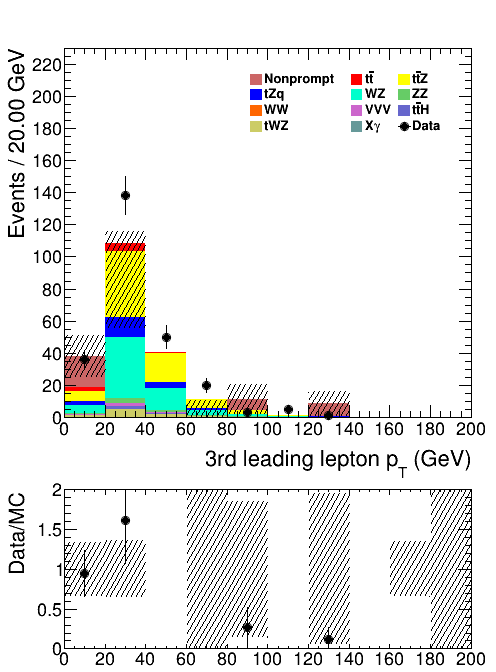 Events / 20.00 GeV
220
200
180
160
140
120
100
80
60
40
20
0
Nonprompt tt̄ tt̄Z
tZq WZ ZZ
WW VVV tt̄H
tWZ Xγ Data
0 20 40 60 80 100 120 140 160 180 200
3rd leading lepton p_T (GeV)
Data/MC
2
1.5
1
0.5
0
0 20 40 60 80 100 120 140 160 180 200